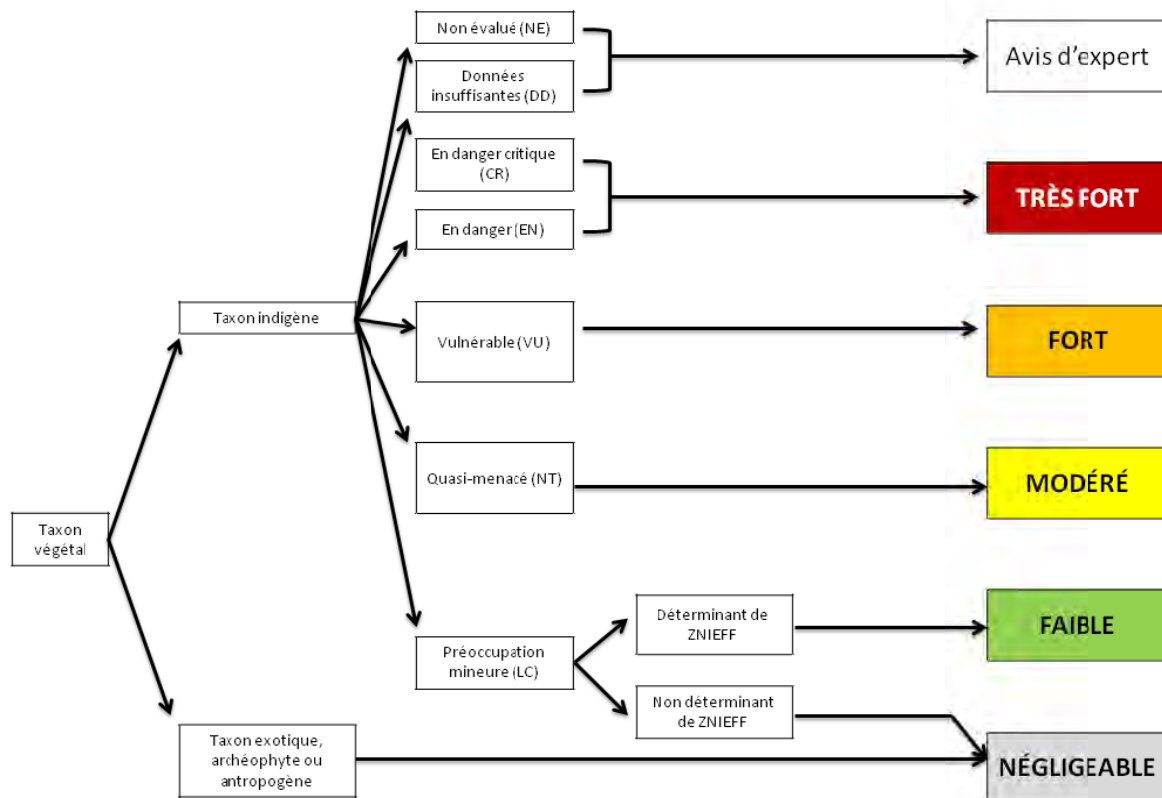 Non évalué (NE)
Avis d'expert
Données
insuffisantes (DD)
En danger critique
(CR)
TRÈS FORT
En danger (EN)
Taxon indigène
Vulnérable (VU)
FORT
Quasi-menacé (NT)
MODÉRÉ
Taxon
végétal
Déterminant de
ZNIEFF
FAIBLE
Préoccupation
mineure (LC)
Non déterminant
de ZNIEFF
Taxon exotique,
archéophyte ou
antropogène
NÉGLIGEABLE